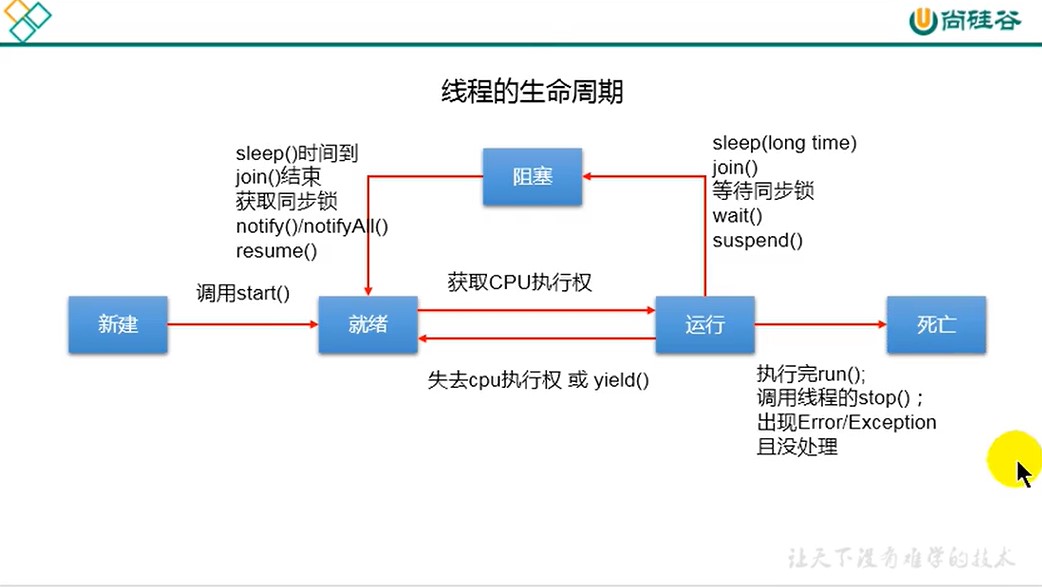 尚硅谷
线程的生命周期
sleep()时间到
join()结束
获取同步锁
notify()/notifyAll()
resume()
阻塞
sleep(long time)
join()
等待同步锁
wait()
suspend()
调用start()
获取CPU执行权
新建
就绪
运行
死亡
失去cpu执行权 或 yield()
执行完run();
调用线程的stop()；
出现Error/Exception
且没处理
让天下没有难学的技术